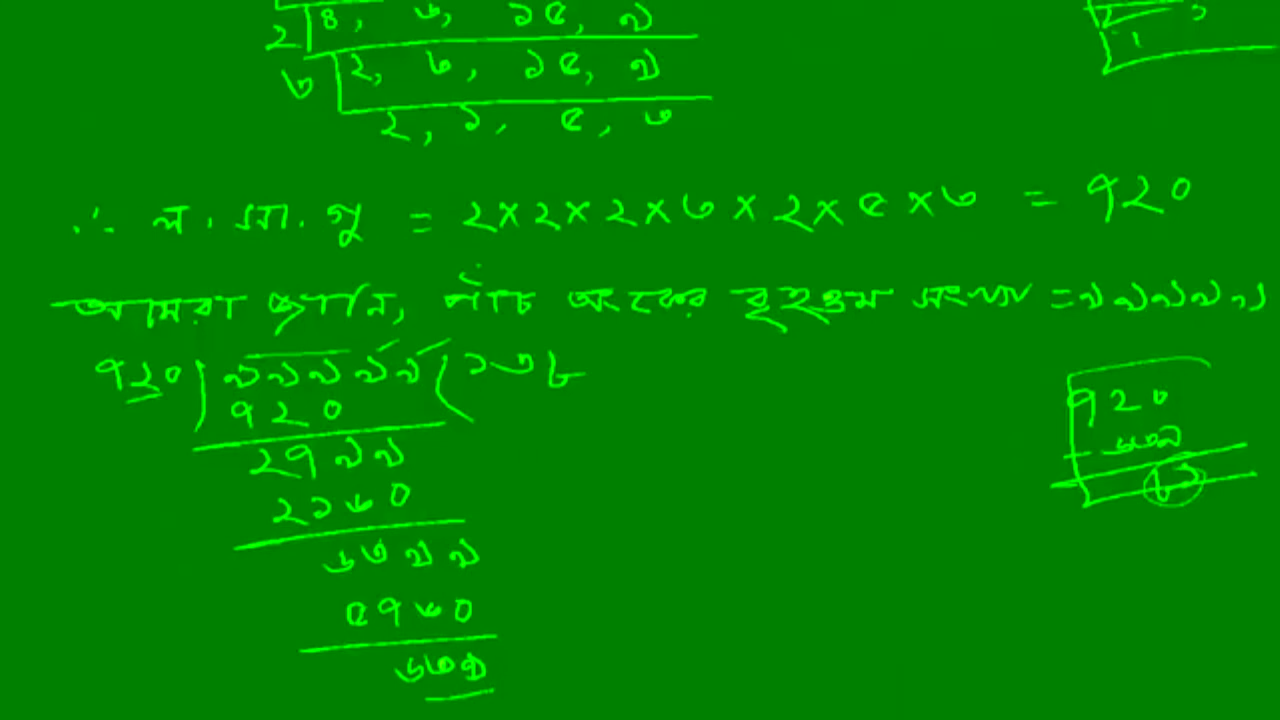 ২ | ৪, ৬, ১৫, ৯
৩ | ২, ৩, ১৫, ৯
২, ১, ৫, ৩
∴ ল. সা. গু = ২×২×২×৩×২×৫×৩ = ৭২০
আমরা জানি, পাঁচ অংকের বৃহত্তম সংখ্যা = ৯৯৯৯৯
৭২০ ) ৯৯৯৯৯ ( ১৩৮
৭২০
২৭৯৯
২১৬০
৬৩৯৯
৫৭৬০
৬৩৯
৭২০
- ৬৩৯
৮১